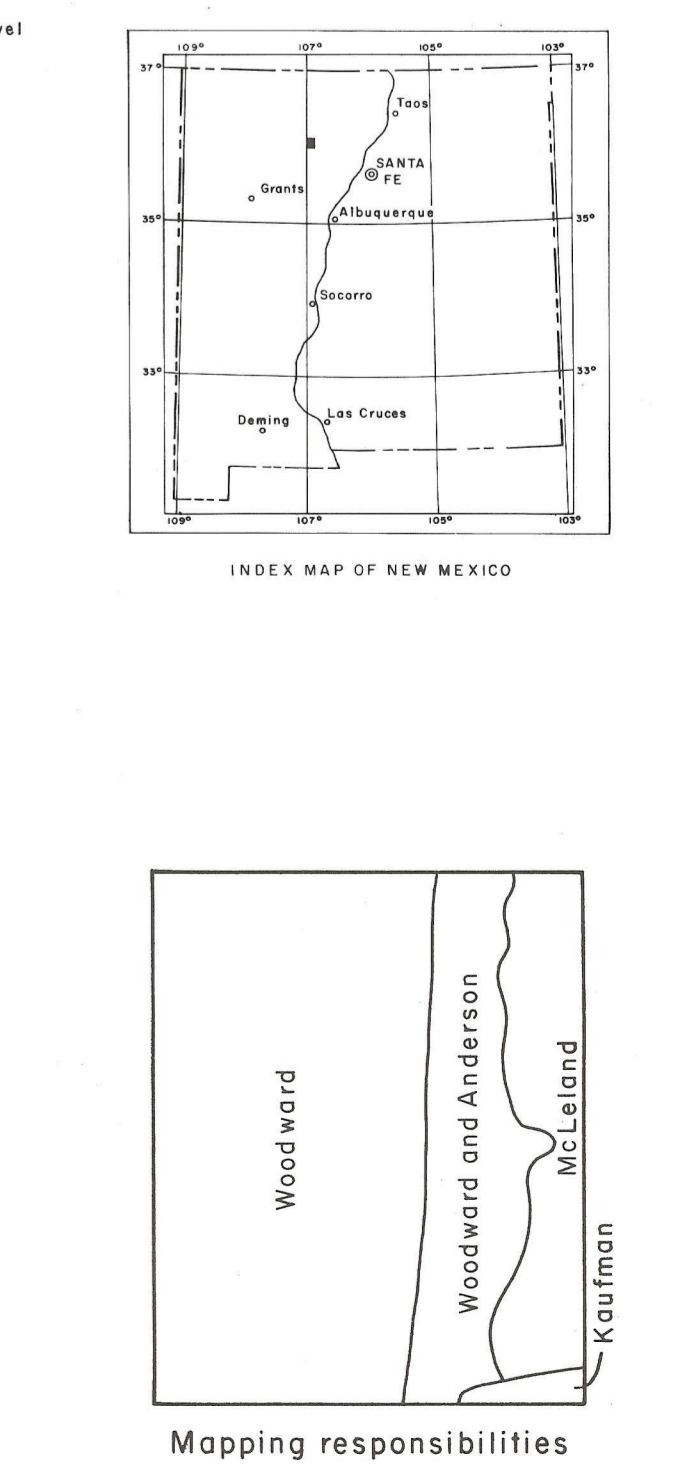 vel
109° 107° 105° 103°
37° 37°
Taos
SANTA
FE
Grants
Albuquerque
35° 35°
Socorro
33° 33°
Deming Las Cruces
109° 107° 105° 103°
INDEX MAP OF NEW MEXICO
Woodward
Woodward and Anderson
McLeland
Kaufman
Mapping responsibilities